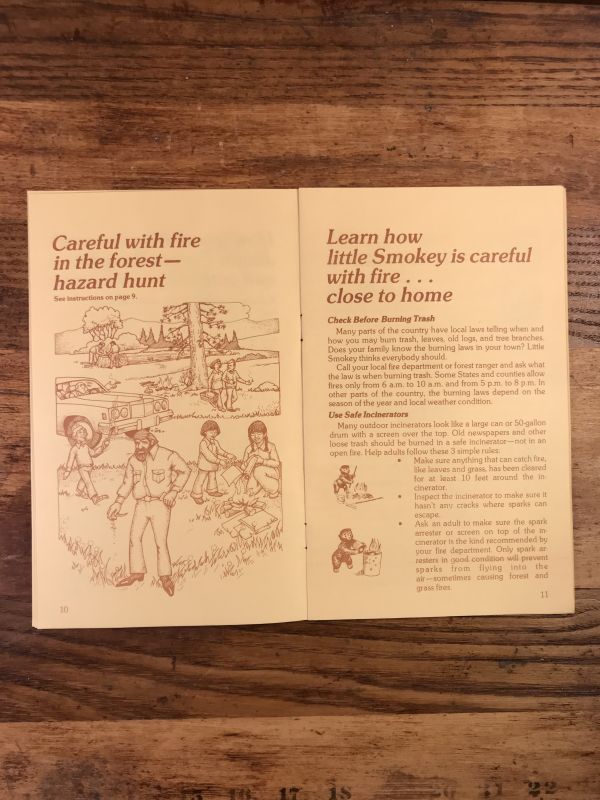 Careful with fire
in the forest—
hazard hunt
See instructions on page 9.
10
Learn how
little Smokey is careful
with fire . . .
close to home
Check Before Burning Trash
Many parts of the country have local laws telling when and
how you may burn trash, leaves, old logs, and tree branches.
Does your family know the burning laws in your town? Little
Smokey thinks everybody should.
Call your local fire department or forest ranger and ask what
the law is when burning trash. Some States and counties allow
fires only from 6 a.m. to 10 a.m. and from 5 p.m. to 8 p.m. In
other parts of the country, the burning laws depend on the
season of the year and local weather condition.
Use Safe Incinerators
Many outdoor incinerators look like a large can or 50-gallon
drum with a screen over the top. Old newspapers and other
loose trash should be burned in a safe incinerator—not in an
open fire. Help adults follow these 3 simple rules:
• Make sure anything that can catch fire,
like leaves and grass, has been cleared
for at least 10 feet around the in-
cinerator.
• Inspect the incinerator to make sure it
hasn't any cracks where sparks can
escape.
• Ask an adult to make sure the spark
arrester or screen on top of the in-
cinerator is the kind recommended by
your fire department. Only spark ar-
resters in good condition will prevent
sparks from flying into the
air—sometimes causing forest and
grass fires.
11
16 17 18 20 21 22